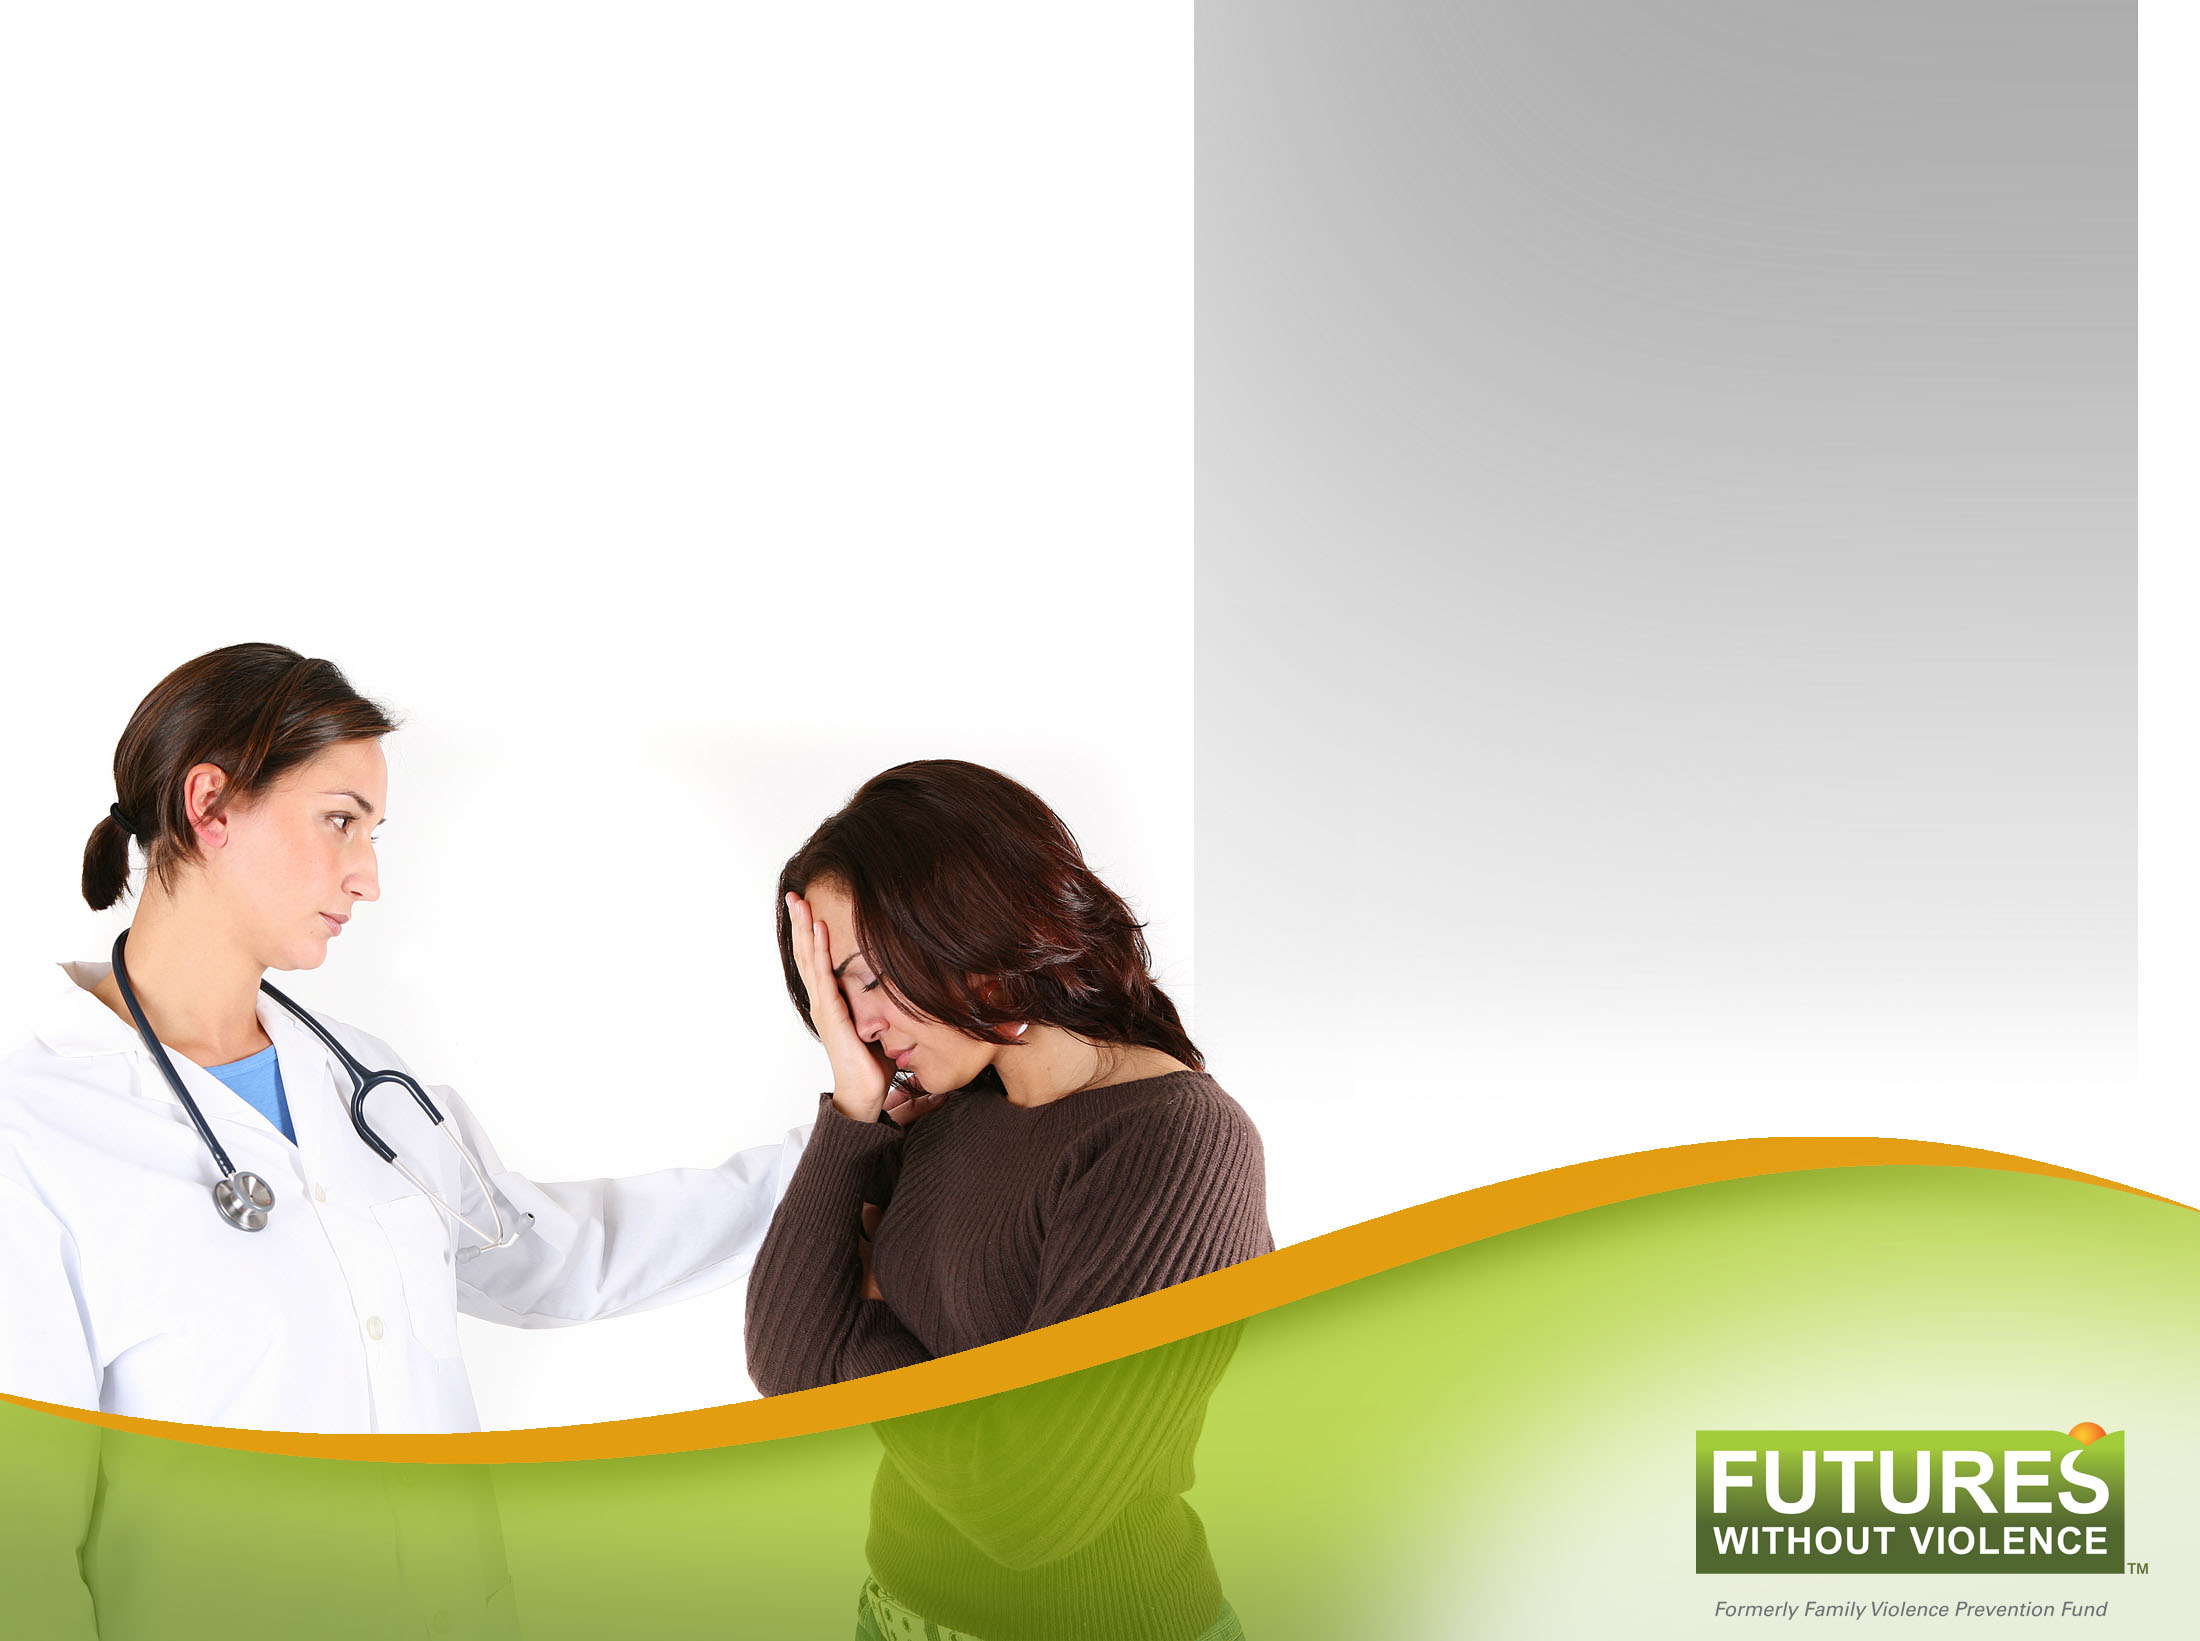 FUTURES
WITHOUT VIOLENCE
TM
Formerly Family Violence Prevention Fund